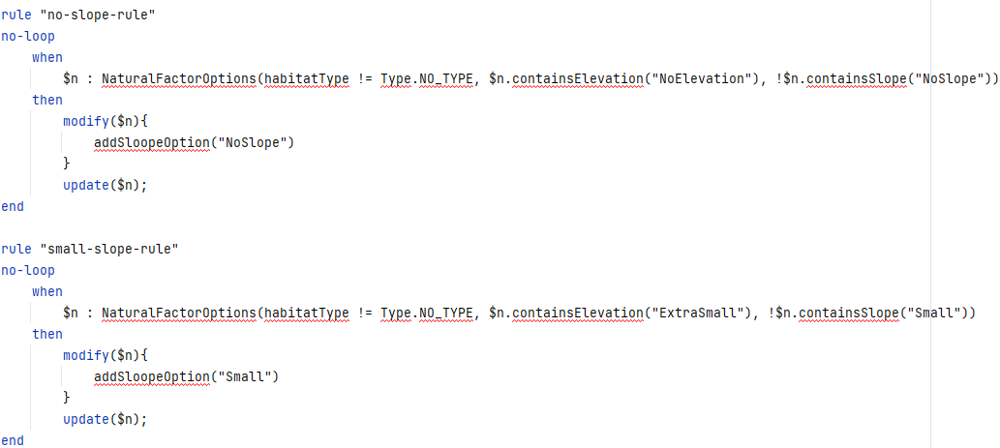 rule "no-slope-rule"
no-loop
    when
        $n : NaturalFactorOptions(habitatType != Type.NO_TYPE, $n.containsElevation("NoElevation"), !$n.containsSlope("NoSlope"))
    then
        modify($n){
            addSloopeOption("NoSlope")
        }
        update($n);
end

rule "small-slope-rule"
no-loop
    when
        $n : NaturalFactorOptions(habitatType != Type.NO_TYPE, $n.containsElevation("ExtraSmall"), !$n.containsSlope("Small"))
    then
        modify($n){
            addSloopeOption("Small")
        }
        update($n);
end